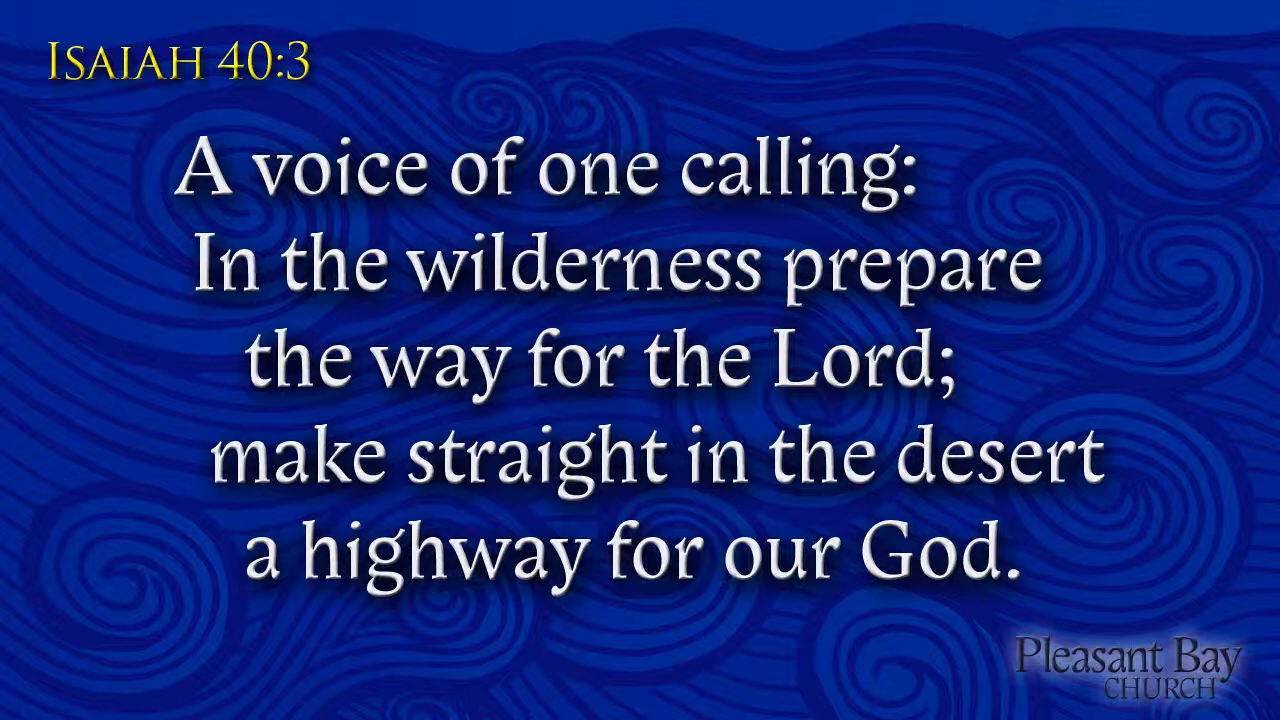 Isaiah 40:3
A voice of one calling:
In the wilderness prepare
the way for the Lord;
make straight in the desert
a highway for our God.
Pleasant Bay
CHURCH